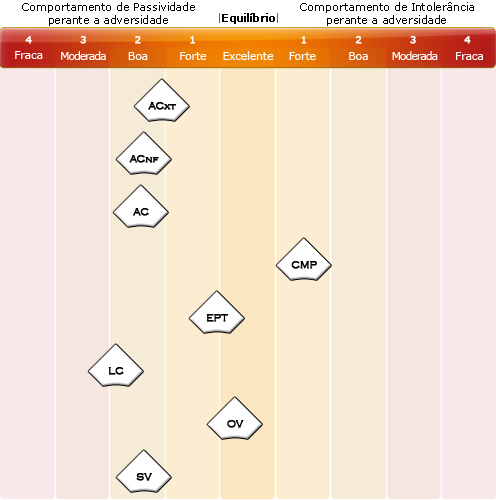 Comportamento de Passividade
perante a adversidade
|Equilíbrio|
Comportamento de Intolerância
perante a adversidade
4 3 2 1 1 2 3 4
Fraca Moderada Boa Forte Excelente Forte Boa Moderada Fraca
ACXT
ACNF
AC
CMP
EPT
LC
OV
SV